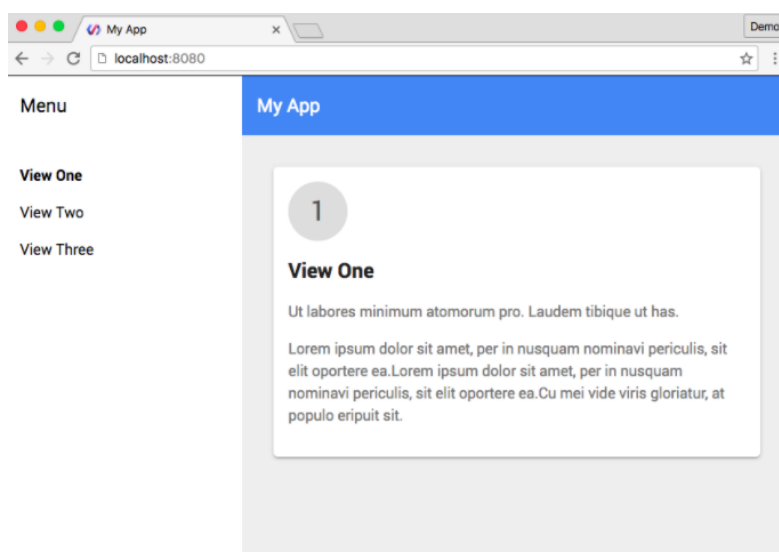 My App
Demo
localhost:8080
Menu
My App
View One
View Two
View Three
1
View One
Ut labores minimum atomorum pro. Laudem tibique ut has.
Lorem ipsum dolor sit amet, per in nusquam nominavi periculis, sit
elit oportere ea.Lorem ipsum dolor sit amet, per in nusquam
nominavi periculis, sit elit oportere ea.Cu mei vide viris gloriatur, at
populo eripuit sit.